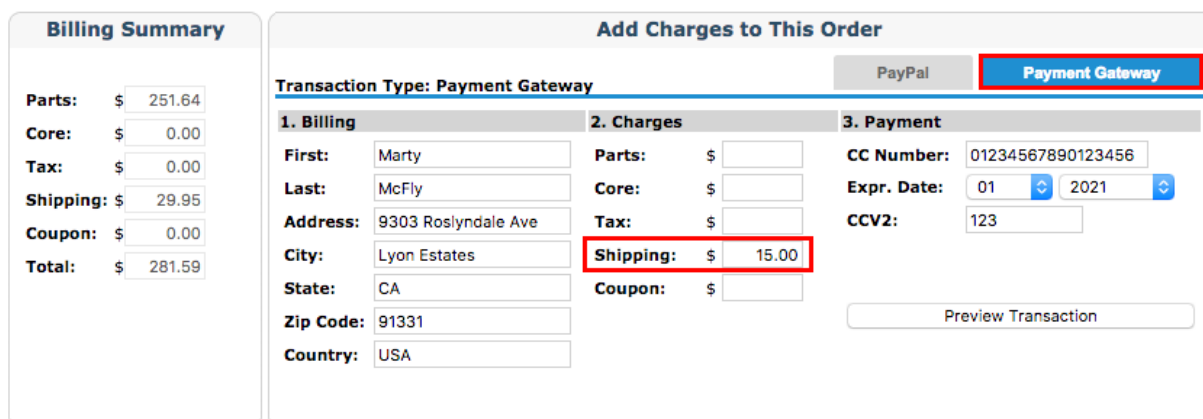 Billing Summary
Parts: $ 251.64
Core: $ 0.00
Tax: $ 0.00
Shipping: $ 29.95
Coupon: $ 0.00
Total: $ 281.59
Add Charges to This Order
PayPal Payment Gateway
Transaction Type: Payment Gateway
1. Billing
First: Marty
Last: McFly
Address: 9303 Roslyndale Ave
City: Lyon Estates
State: CA
Zip Code: 91331
Country: USA
2. Charges
Parts: $
Core: $
Tax: $
Shipping: $ 15.00
Coupon: $
3. Payment
CC Number: 01234567890123456
Expr. Date: 01 2021
CCV2: 123
Preview Transaction